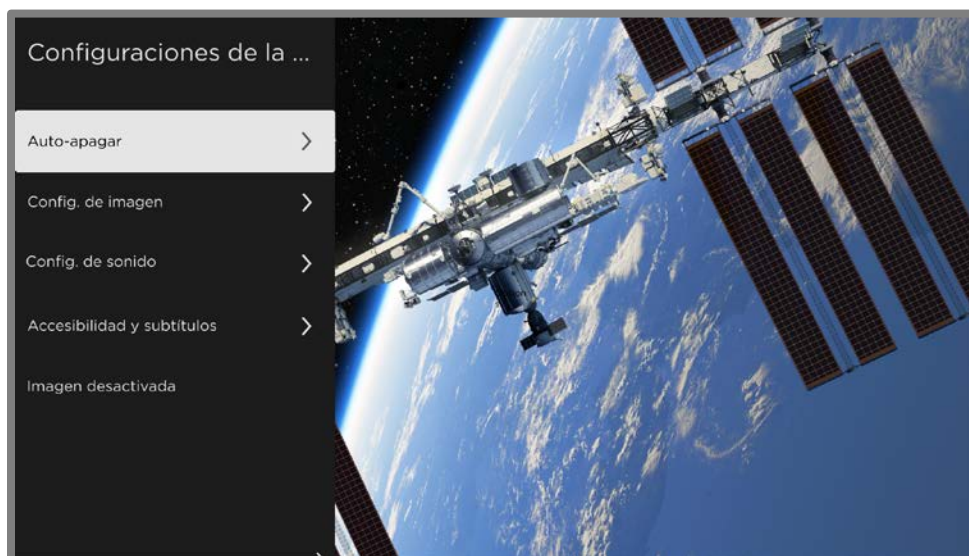 Configuraciones de la ...
Auto-apagar
Config. de imagen
Config. de sonido
Accesibilidad y subtítulos
Imagen desactivada